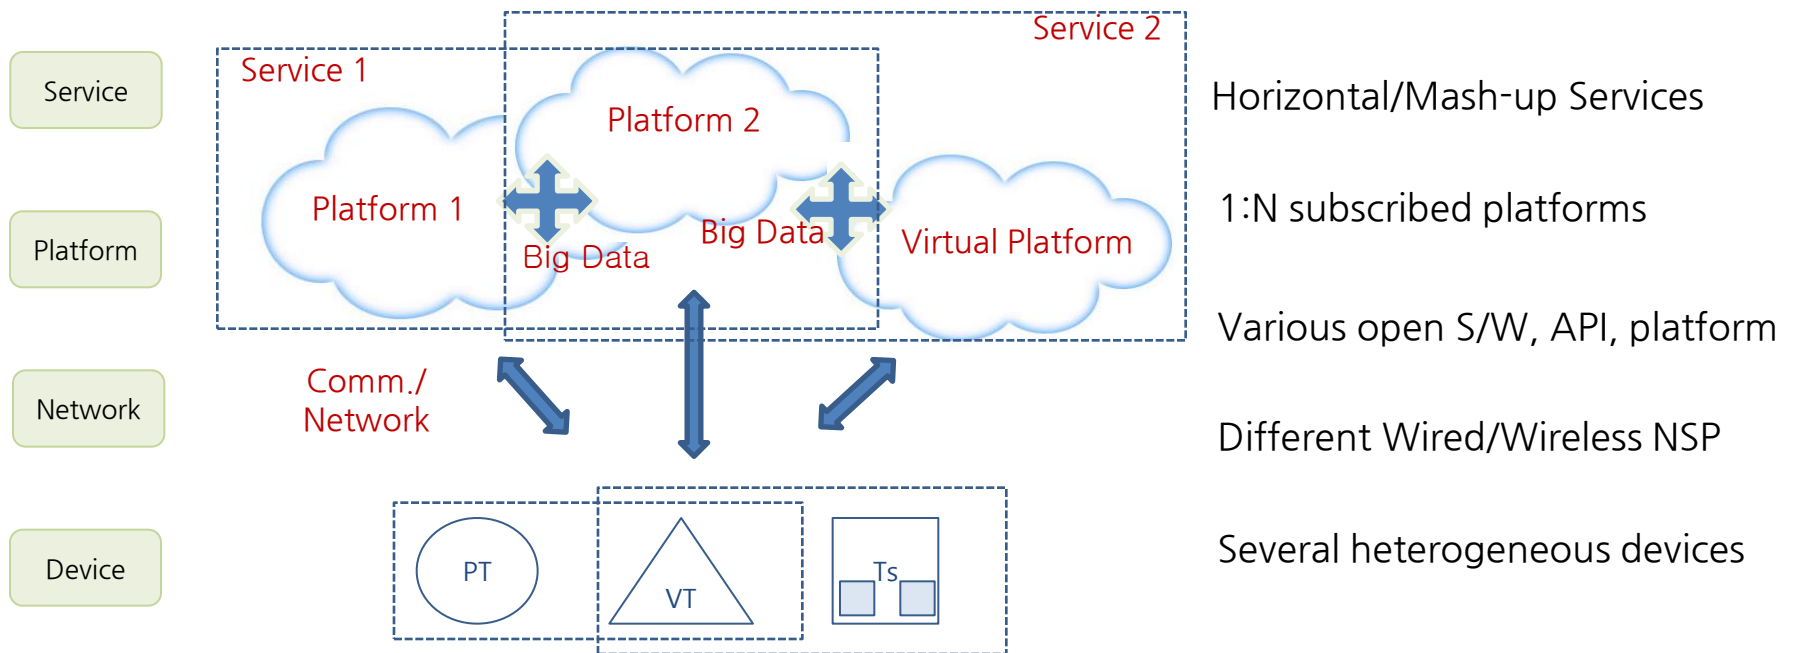 Service
Platform
Network
Device
Service 1
Service 2
Platform 1
Platform 2
Virtual Platform
Big Data
Big Data
Comm./
Network
PT
VT
Ts
Horizontal/Mash-up Services
1:N subscribed platforms
Various open S/W, API, platform
Different Wired/Wireless NSP
Several heterogeneous devices